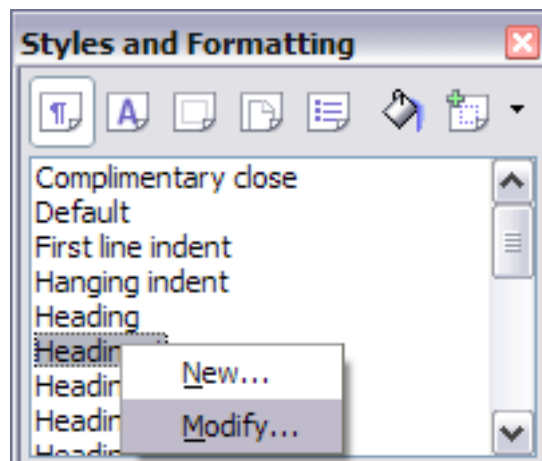 Styles and Formatting
Complimentary close
Default
First line indent
Hanging indent
Heading
New...
Modify...